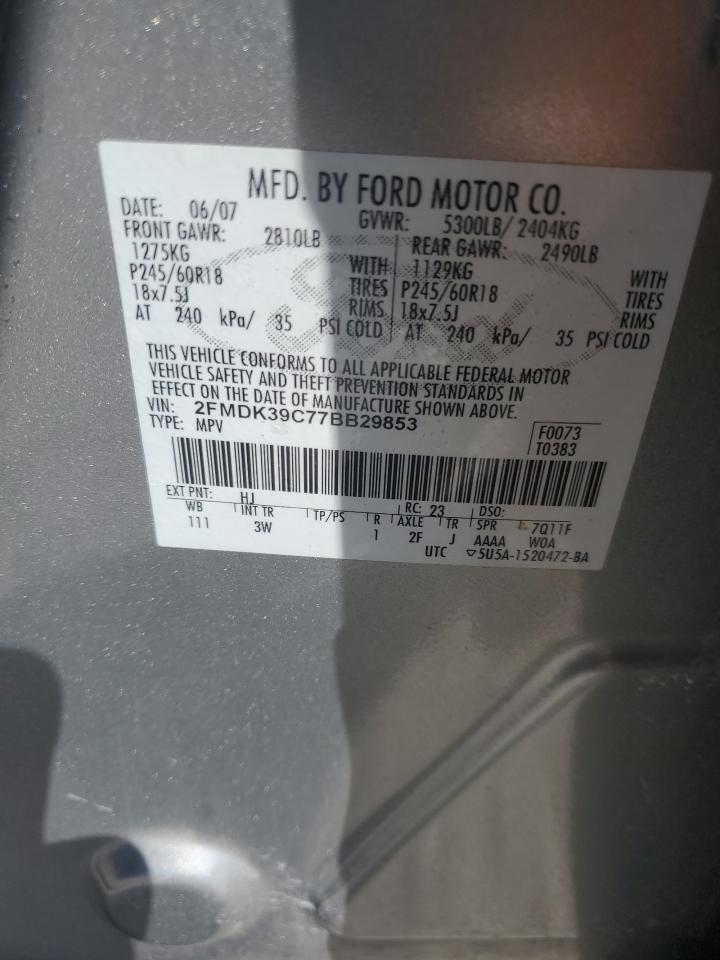 MFD. BY FORD MOTOR CO.
DATE: 06/07 GVWR: 5300LB/ 2404KG
FRONT GAWR: 2810LB REAR GAWR: 2490LB
1275KG WITH 1129KG WITH
P245/60R18 TIRES P245/60R18 TIRES
18x7.5J RIMS 18x7.5J RIMS
AT 240 kPa/ 35 PSI COLD AT 240 kPa/ 35 PSI COLD
THIS VEHICLE CONFORMS TO ALL APPLICABLE FEDERAL MOTOR
VEHICLE SAFETY AND THEFT PREVENTION STANDARDS IN
EFFECT ON THE DATE OF MANUFACTURE SHOWN ABOVE.
VIN: 2FMDK39C77BB29853
TYPE: MPV
F0073
T0383
EXT PNT: HJ RC: 23 DSO:
WB INT TR TP/PS R AXLE TR SPR 7Q11F
111 3W 1 2F J AAAA W0A
UTC ▽5U5A-1520472-BA